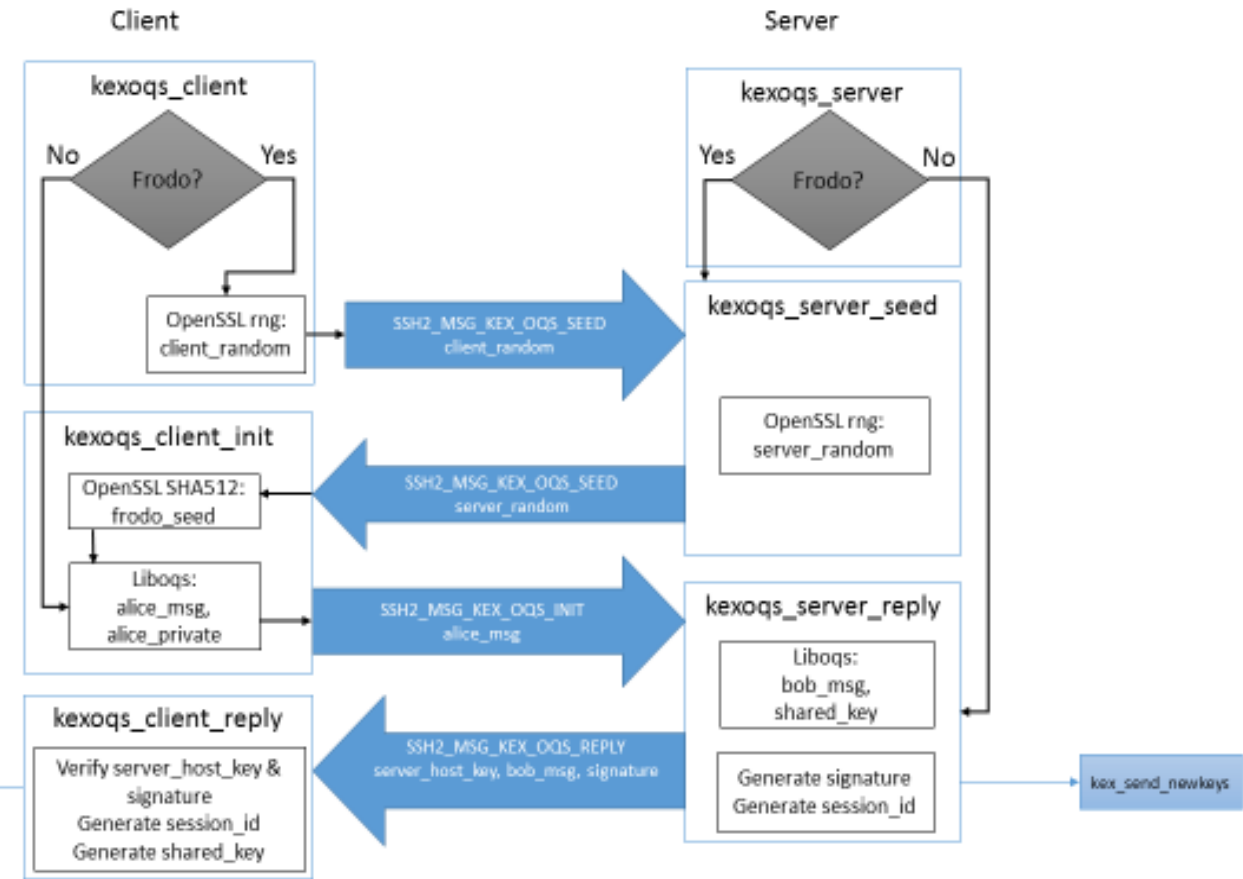 Client
Server
kexoqs_client
No
Yes
Frodo?
OpenSSL rng:
client_random
SSH2_MSG_KEX_OQS_SEED
client_random
kexoqs_server
Yes
No
Frodo?
kexoqs_server_seed
OpenSSL rng:
server_random
SSH2_MSG_KEX_OQS_SEED
server_random
kexoqs_client_init
OpenSSL SHA512:
frodo_seed
Liboqs:
alice_msg,
alice_private
SSH2_MSG_KEX_OQS_INIT
alice_msg
kexoqs_server_reply
Liboqs:
bob_msg,
shared_key
Generate signature
Generate session_id
kex_send_newkeys
SSH2_MSG_KEX_OQS_REPLY
server_host_key, bob_msg, signature
kexoqs_client_reply
Verify server_host_key &
signature
Generate session_id
Generate shared_key